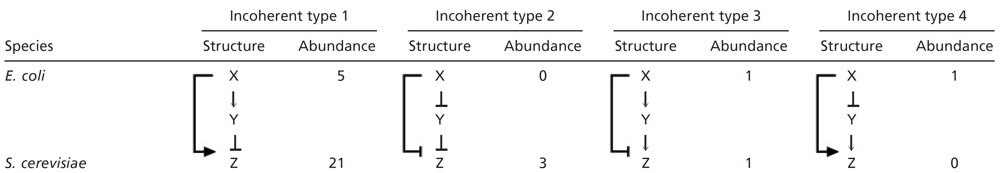 Incoherent type 1 Incoherent type 2 Incoherent type 3 Incoherent type 4
Species Structure Abundance Structure Abundance Structure Abundance Structure Abundance
E. coli X 5 X 0 X 1 X 1
Y Y Y Y
S. cerevisiae Z 21 Z 3 Z 1 Z 0